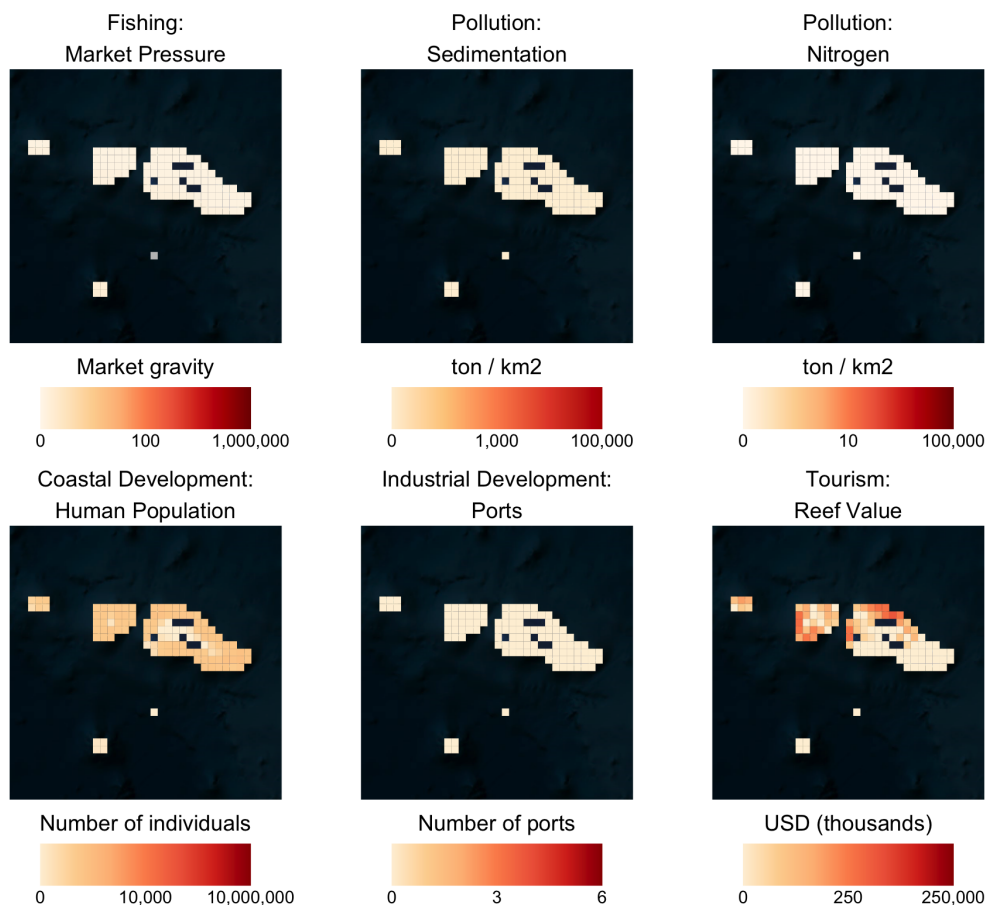 Fishing:
Market Pressure
Pollution:
Sedimentation
Pollution:
Nitrogen
Market gravity
0 100 1,000,000
ton / km2
0 1,000 100,000
ton / km2
0 10 100,000
Coastal Development:
Human Population
Industrial Development:
Ports
Tourism:
Reef Value
Number of individuals
0 10,000 10,000,000
Number of ports
0 3 6
USD (thousands)
0 250 250,000